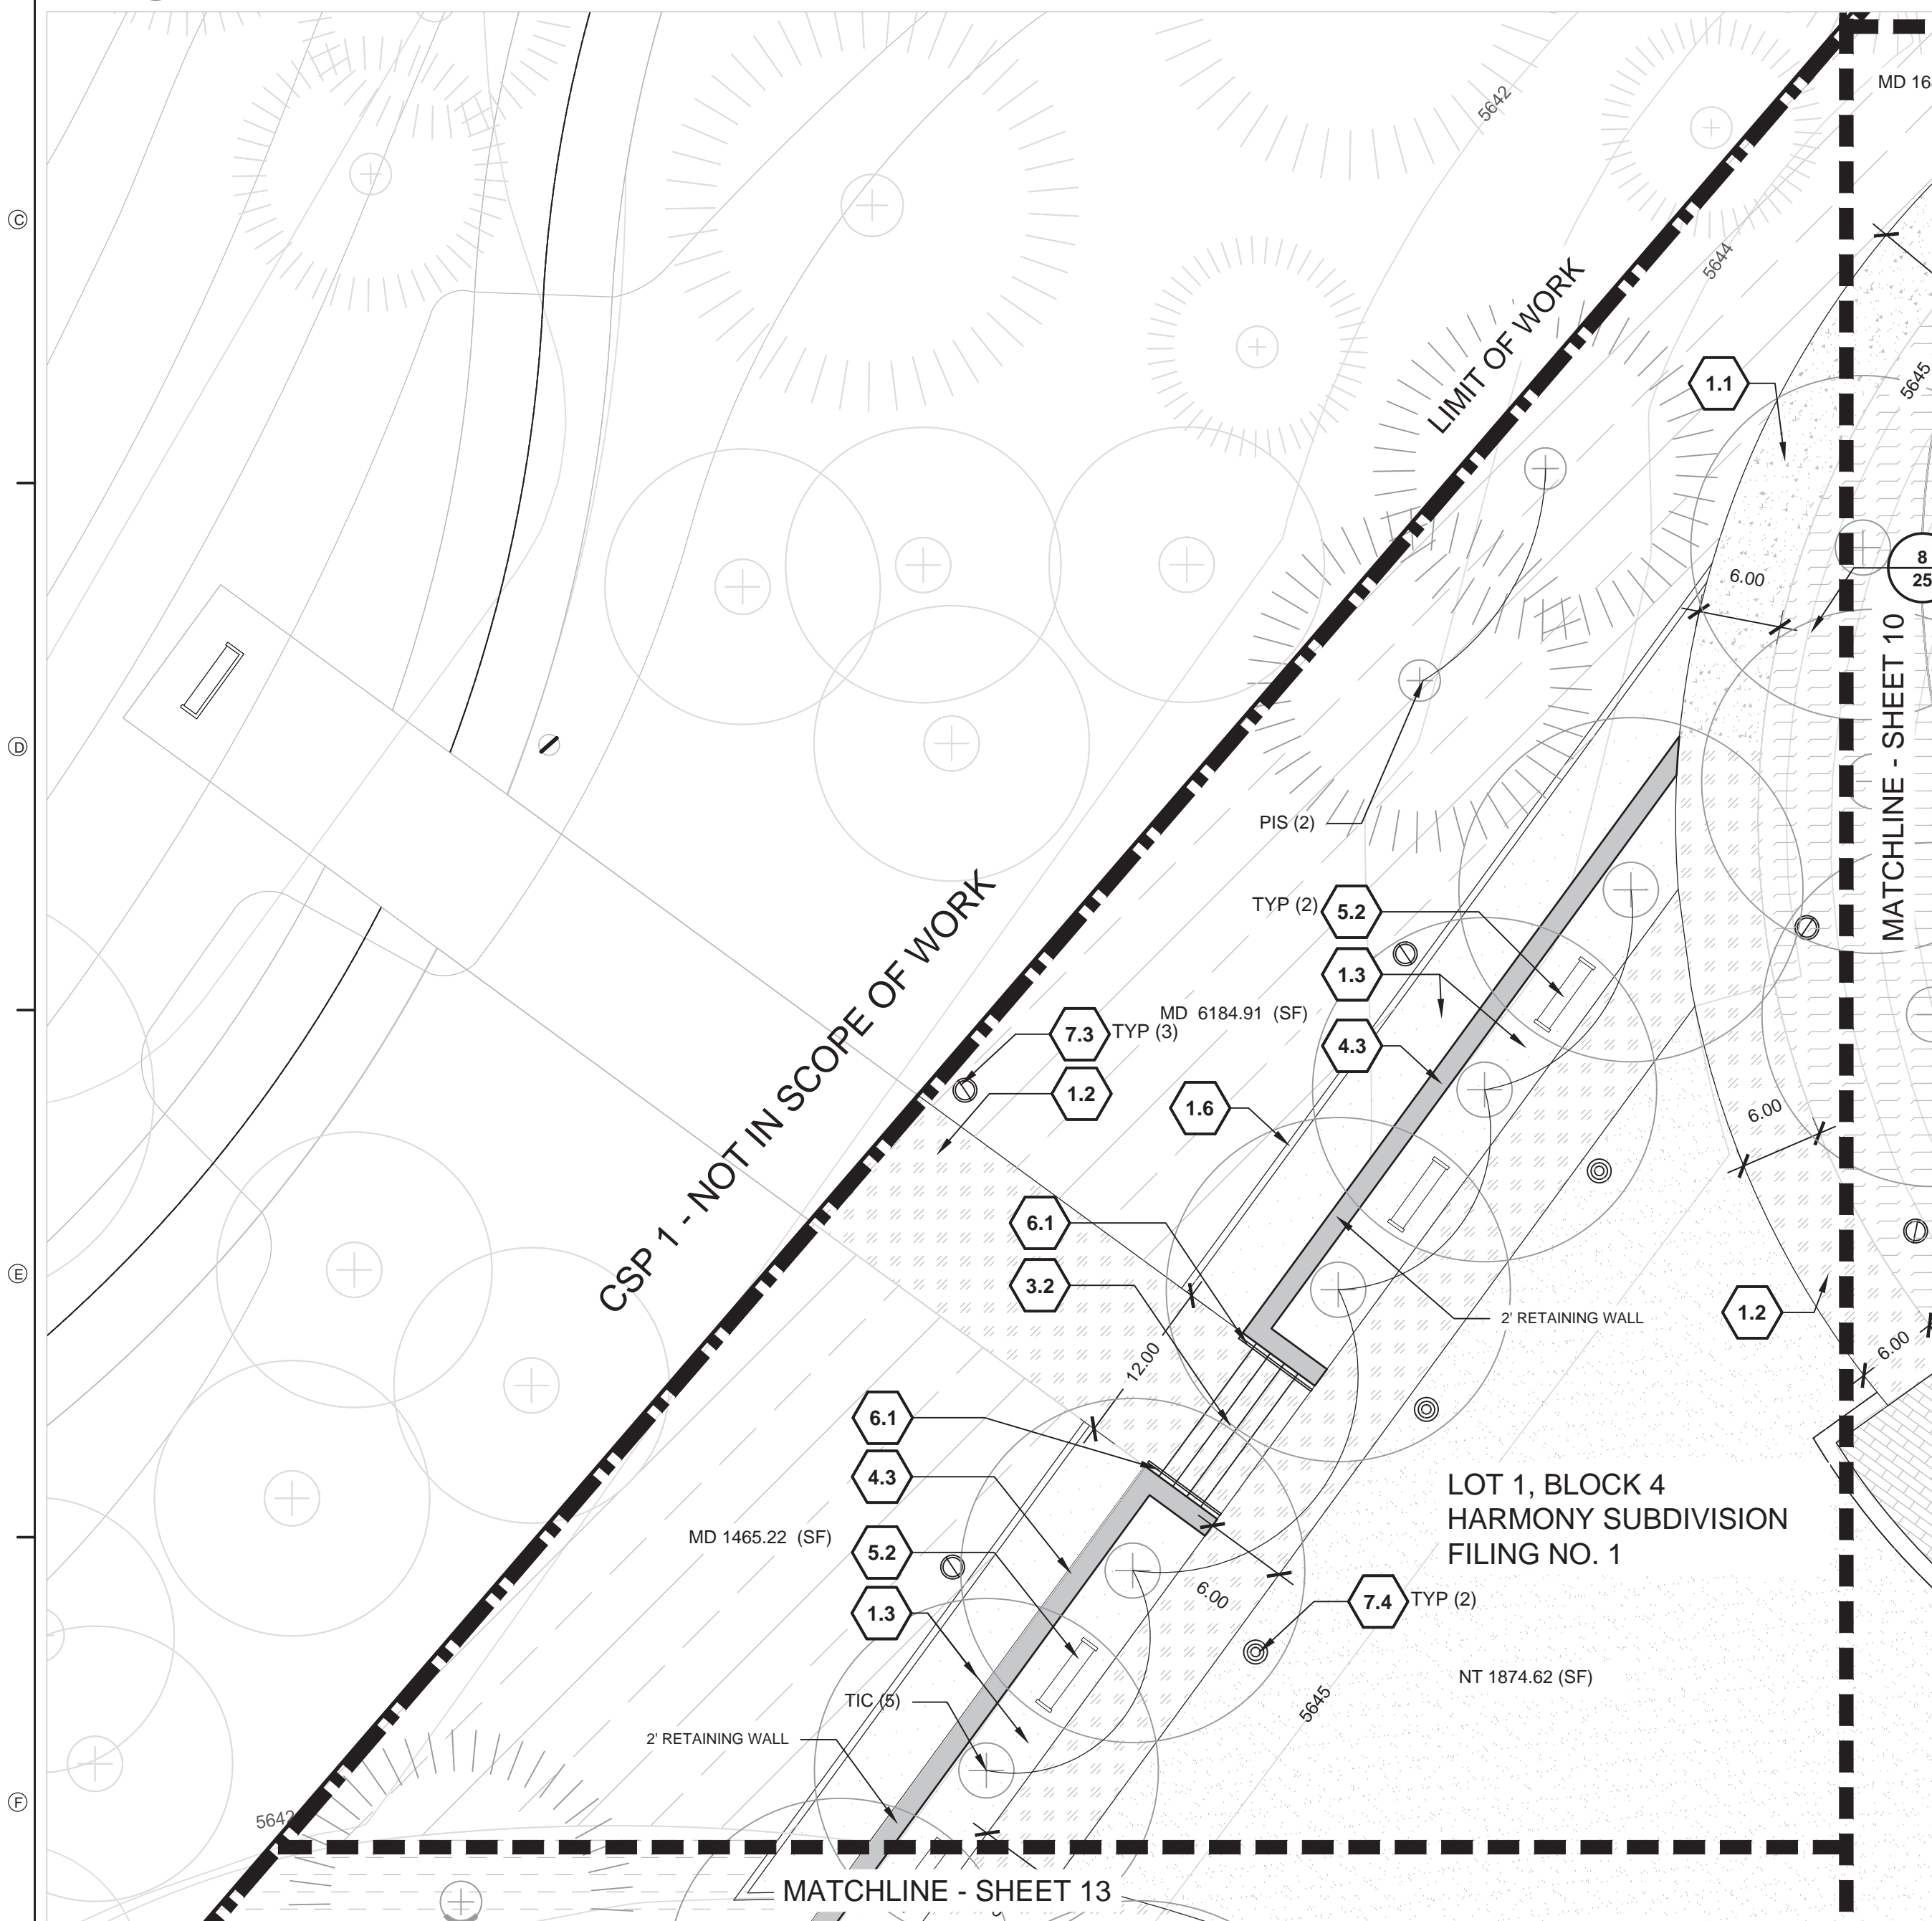 MD 16
5642
C
5644
LIMIT OF WORK
1.1
5645
8
25
6.00
MATCHLINE - SHEET 10
D
PIS (2)
TYP (2)
5.2
1.3
CSP 1 - NOT IN SCOPE OF WORK
MD 6184.91 (SF)
7.3
TYP (3)
4.3
1.2
1.6
6.00
6.1
E
3.2
2' RETAINING WALL
1.2
6.00
12.00
6.1
4.3
LOT 1, BLOCK 4
HARMONY SUBDIVISION
FILING NO. 1
MD 1465.22 (SF)
5.2
6.00
7.4
TYP (2)
1.3
NT 1874.62 (SF)
TIC (5)
5645
2' RETAINING WALL
F
5642
MATCHLINE - SHEET 13